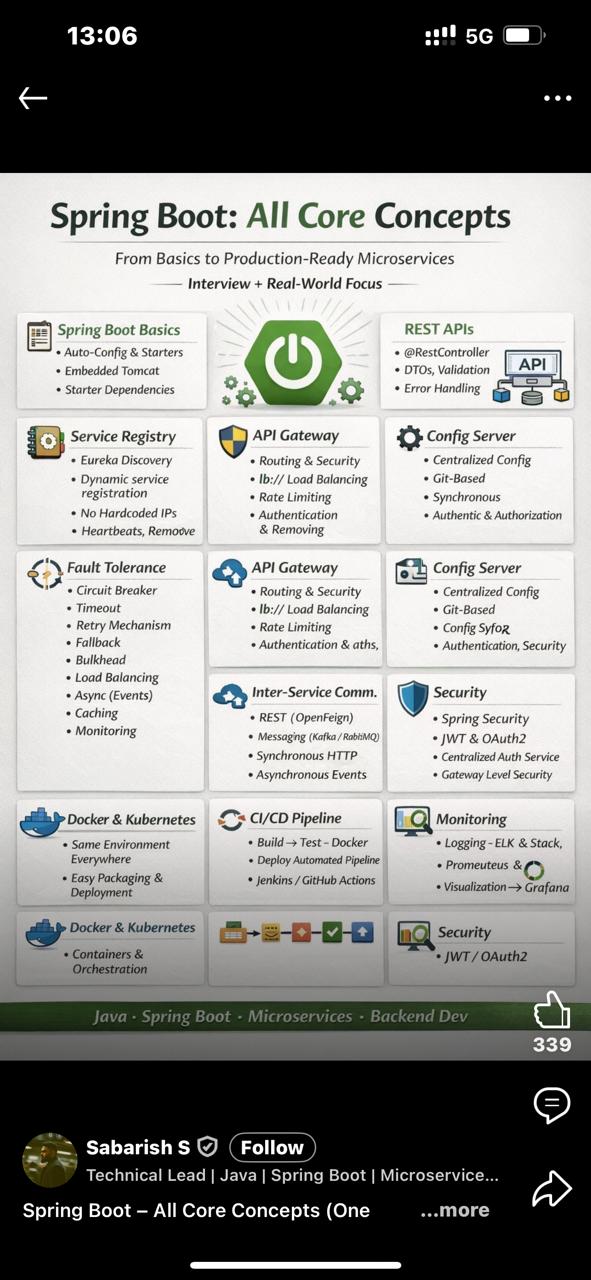 13:06
5G
Spring Boot: All Core Concepts
From Basics to Production-Ready Microservices
Interview + Real-World Focus
Spring Boot Basics
• Auto-Config & Starters
• Embedded Tomcat
• Starter Dependencies
REST APIs
• @RestController
• DTOs, Validation
• Error Handling
API
Service Registry
• Eureka Discovery
• Dynamic service
registration
• No Hardcoded IPs
• Heartbeats, Remoove
API Gateway
• Routing & Security
• lb:// Load Balancing
• Rate Limiting
• Authentication
& Removing
Config Server
• Centralized Config
• Git-Based
• Synchronous
• Authentic & Authorization
Fault Tolerance
• Circuit Breaker
• Timeout
• Retry Mechanism
• Fallback
• Bulkhead
• Load Balancing
• Async (Events)
• Caching
• Monitoring
API Gateway
• Routing & Security
• lb:// Load Balancing
• Rate Limiting
• Authentication & aths,
Config Server
• Centralized Config
• Git-Based
• Config SyfoR
• Authentication, Security
Inter-Service Comm.
• REST (OpenFeign)
• Messaging (Kafka / RabtiMQ)
• Synchronous HTTP
• Asynchronous Events
Security
• Spring Security
• JWT & OAuth2
• Centralized Auth Service
• Gateway Level Security
Docker & Kubernetes
• Same Environment
Everywhere
• Easy Packaging &
Deployment
CI/CD Pipeline
• Build → Test – Docker
• Deploy Automated Pipeline
• Jenkins / GitHub Actions
Monitoring
• Logging - ELK & Stack,
• Promeuteus &
• Visualization → Grafana
Docker & Kubernetes
• Containers &
Orchestration
Security
• JWT / OAuth2
Java · Spring Boot · Microservices · Backend Dev
339
Sabarish S
Follow
Technical Lead | Java | Spring Boot | Microservice...
Spring Boot – All Core Concepts (One ...more